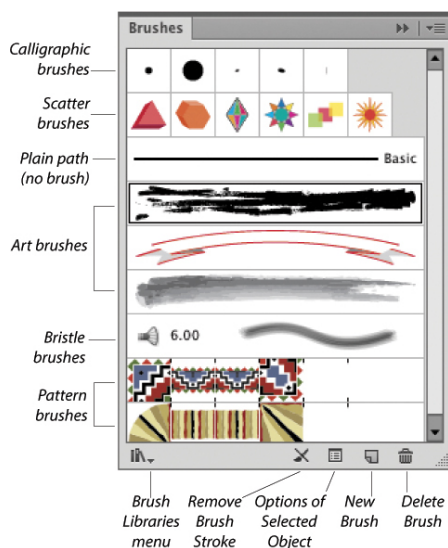 Brushes
Calligraphic
brushes
Scatter
brushes
Plain path
(no brush)
Basic
Art brushes
Bristle
brushes
6.00
Pattern
brushes
Brush
Libraries
menu
Remove
Brush
Stroke
Options of
Selected
Object
New
Brush
Delete
Brush